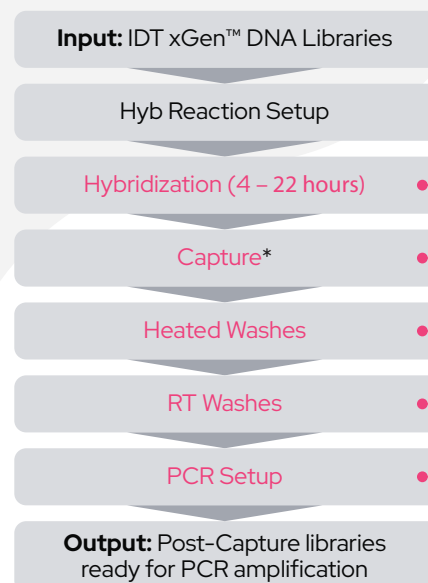 Input: IDT xGen™ DNA Libraries
Hyb Reaction Setup
Hybridization (4 – 22 hours)
Capture*
Heated Washes
RT Washes
PCR Setup
Output: Post-Capture libraries
ready for PCR amplification